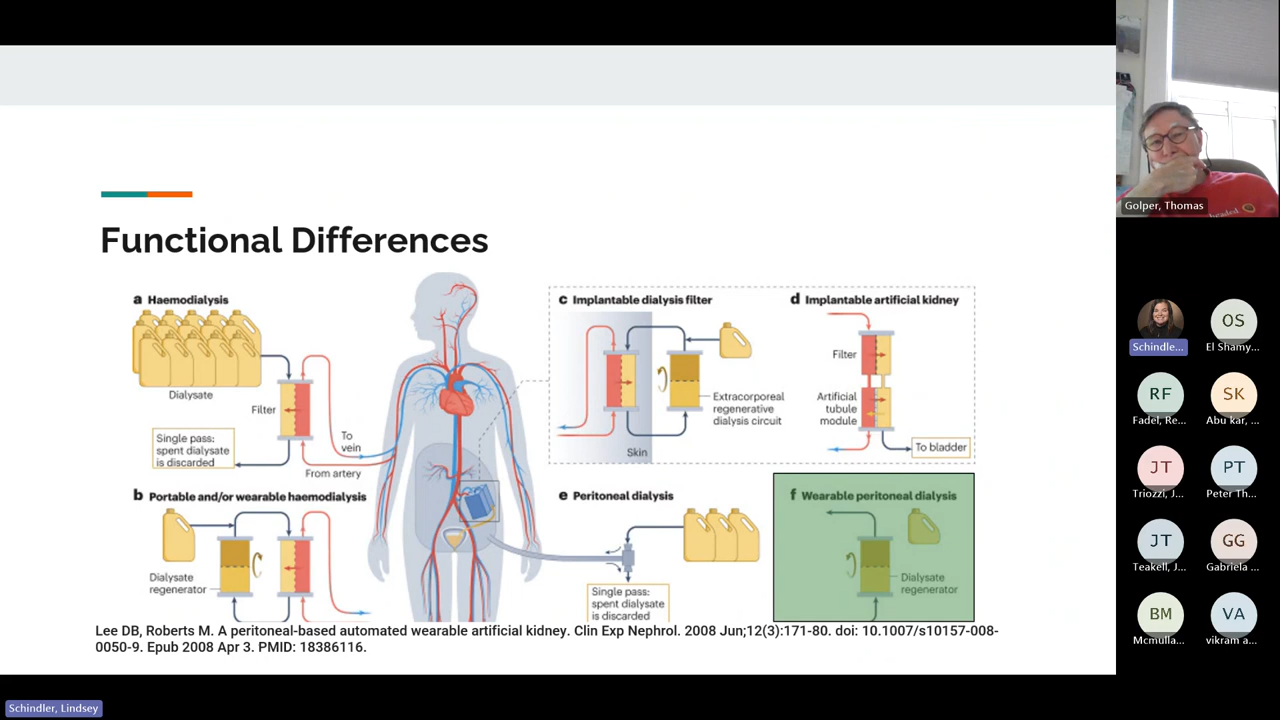 Functional Differences
a Haemodialysis
Dialysate
Filter
Single pass:
spent dialysate
is discarded
To
vein
From artery
b Portable and/or wearable haemodialysis
Dialysate
regenerator
c Implantable dialysis filter
Extracorporeal
regenerative
dialysis circuit
Skin
d Implantable artificial kidney
Filter
Artificial
tubule
module
To bladder
e Peritoneal dialysis
Single pass:
spent dialysate
is discarded
f Wearable peritoneal dialysis
Dialysate
regenerator
Lee DB, Roberts M. A peritoneal-based automated wearable artificial kidney. Clin Exp Nephrol. 2008 Jun;12(3):171-80. doi: 10.1007/s10157-008-
0050-9. Epub 2008 Apr 3. PMID: 18386116.
Schindler, Lindsey
Golper, Thomas
Schindle...
OS
El Shamy...
RF
Fadel, Re...
SK
Abu kar, ...
JT
Triozzi, J...
PT
Peter Th...
JT
Teakell, J...
GG
Gabriela ...
BM
Mcmulla...
VA
vikram a...